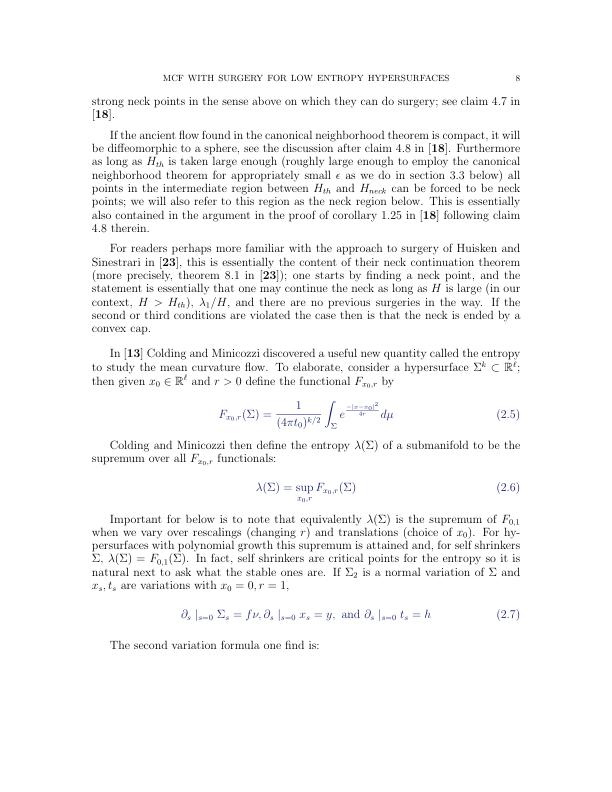 MCF WITH SURGERY FOR LOW ENTROPY HYPERSURFACES 8
strong neck points in the sense above on which they can do surgery; see claim 4.7 in
[18].
If the ancient flow found in the canonical neighborhood theorem is compact, it will
be diffeomorphic to a sphere, see the discussion after claim 4.8 in [18]. Furthermore
as long as $H_{th}$ is taken large enough (roughly large enough to employ the canonical
neighborhood theorem for appropriately small $\epsilon$ as we do in section 3.3 below) all
points in the intermediate region between $H_{th}$ and $H_{neck}$ can be forced to be neck
points; we will also refer to this region as the neck region below. This is essentially
also contained in the argument in the proof of corollary 1.25 in [18] following claim
4.8 therein.
For readers perhaps more familiar with the approach to surgery of Huisken and
Sinestrari in [23], this is essentially the content of their neck continuation theorem
(more precisely, theorem 8.1 in [23]); one starts by finding a neck point, and the
statement is essentially that one may continue the neck as long as $H$ is large (in our
context, $H > H_{th}$), $\lambda_1/H$, and there are no previous surgeries in the way. If the
second or third conditions are violated the case then is that the neck is ended by a
convex cap.
In [13] Colding and Minicozzi discovered a useful new quantity called the entropy
to study the mean curvature flow. To elaborate, consider a hypersurface $\Sigma^k \subset \mathbb{R}^\ell$;
then given $x_0 \in \mathbb{R}^\ell$ and $r > 0$ define the functional $F_{x_0,r}$ by
$F_{x_0,r}(\Sigma) = \frac{1}{(4\pi t_0)^{k/2}} \int_\Sigma e^{\frac{-|x-x_0|^2}{4r}} d\mu$ (2.5)
Colding and Minicozzi then define the entropy $\lambda(\Sigma)$ of a submanifold to be the
supremum over all $F_{x_0,r}$ functionals:
$\lambda(\Sigma) = \sup_{x_0,r} F_{x_0,r}(\Sigma)$ (2.6)
Important for below is to note that equivalently $\lambda(\Sigma)$ is the supremum of $F_{0,1}$
when we vary over rescalings (changing $r$) and translations (choice of $x_0$). For hy-
persurfaces with polynomial growth this supremum is attained and, for self shrinkers
$\Sigma$, $\lambda(\Sigma) = F_{0,1}(\Sigma)$. In fact, self shrinkers are critical points for the entropy so it is
natural next to ask what the stable ones are. If $\Sigma_2$ is a normal variation of $\Sigma$ and
$x_s, t_s$ are variations with $x_0 = 0, r = 1$,
$\partial_s |_{s=0} \Sigma_s = f\nu, \partial_s |_{s=0} x_s = y,$ and $\partial_s |_{s=0} t_s = h$ (2.7)
The second variation formula one find is: